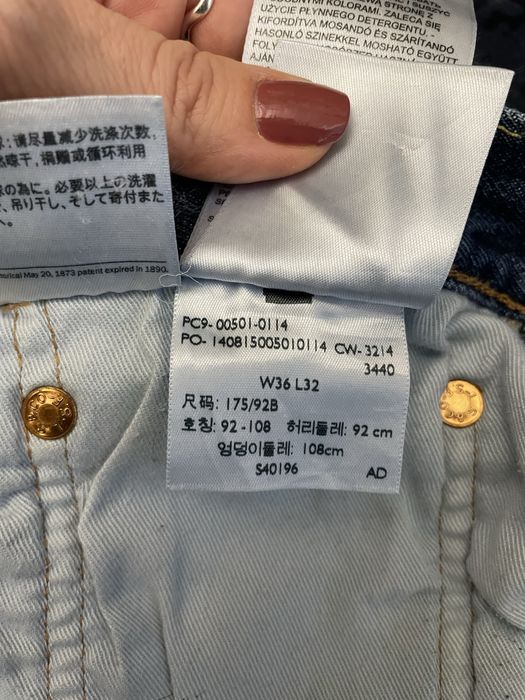 UŻYCIE PŁYNNEGO DETERGENTU.
KIFORDÍTVA MOSANDÓ ÉS SZÁRÍTANDÓ
HASONLÓ SZINEKKEL MOSHATÓ EGYÜTT
:请尽量减少洗涤次数,
晾干,捐赠或循环利用
の為に。必要以上の洗濯
、吊り干し、そして寄付また
May 20, 1873 patent expired in 1890.
PC9- 00501-0114
PO- 140815005010114 CW- 3214
3440
W36 L32
尺码: 175/92B
호칭: 92 -108 허리둘레: 92 cm
엉덩이둘레: 108cm
S40196 AD